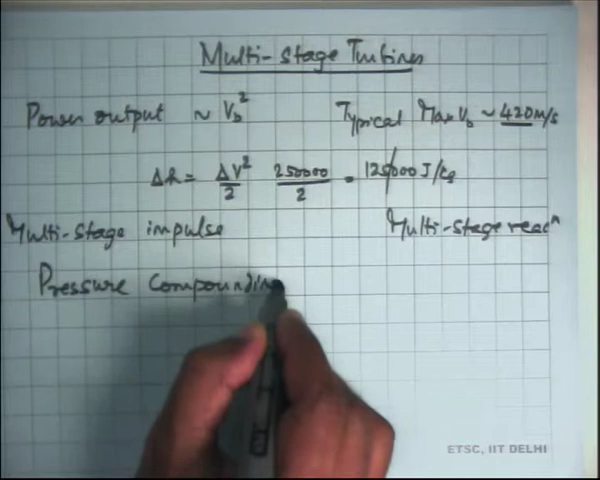 Multi-stage Turbines
Power output ~ V_b^2 Typical Max V_b ~ 420 m/s
Δh = ΔV^2/2 250000/2 = 125000 J/kg
Multi-stage impulse Multi-stage reac^n
Pressure Compounding
ETSC, IIT DELHI